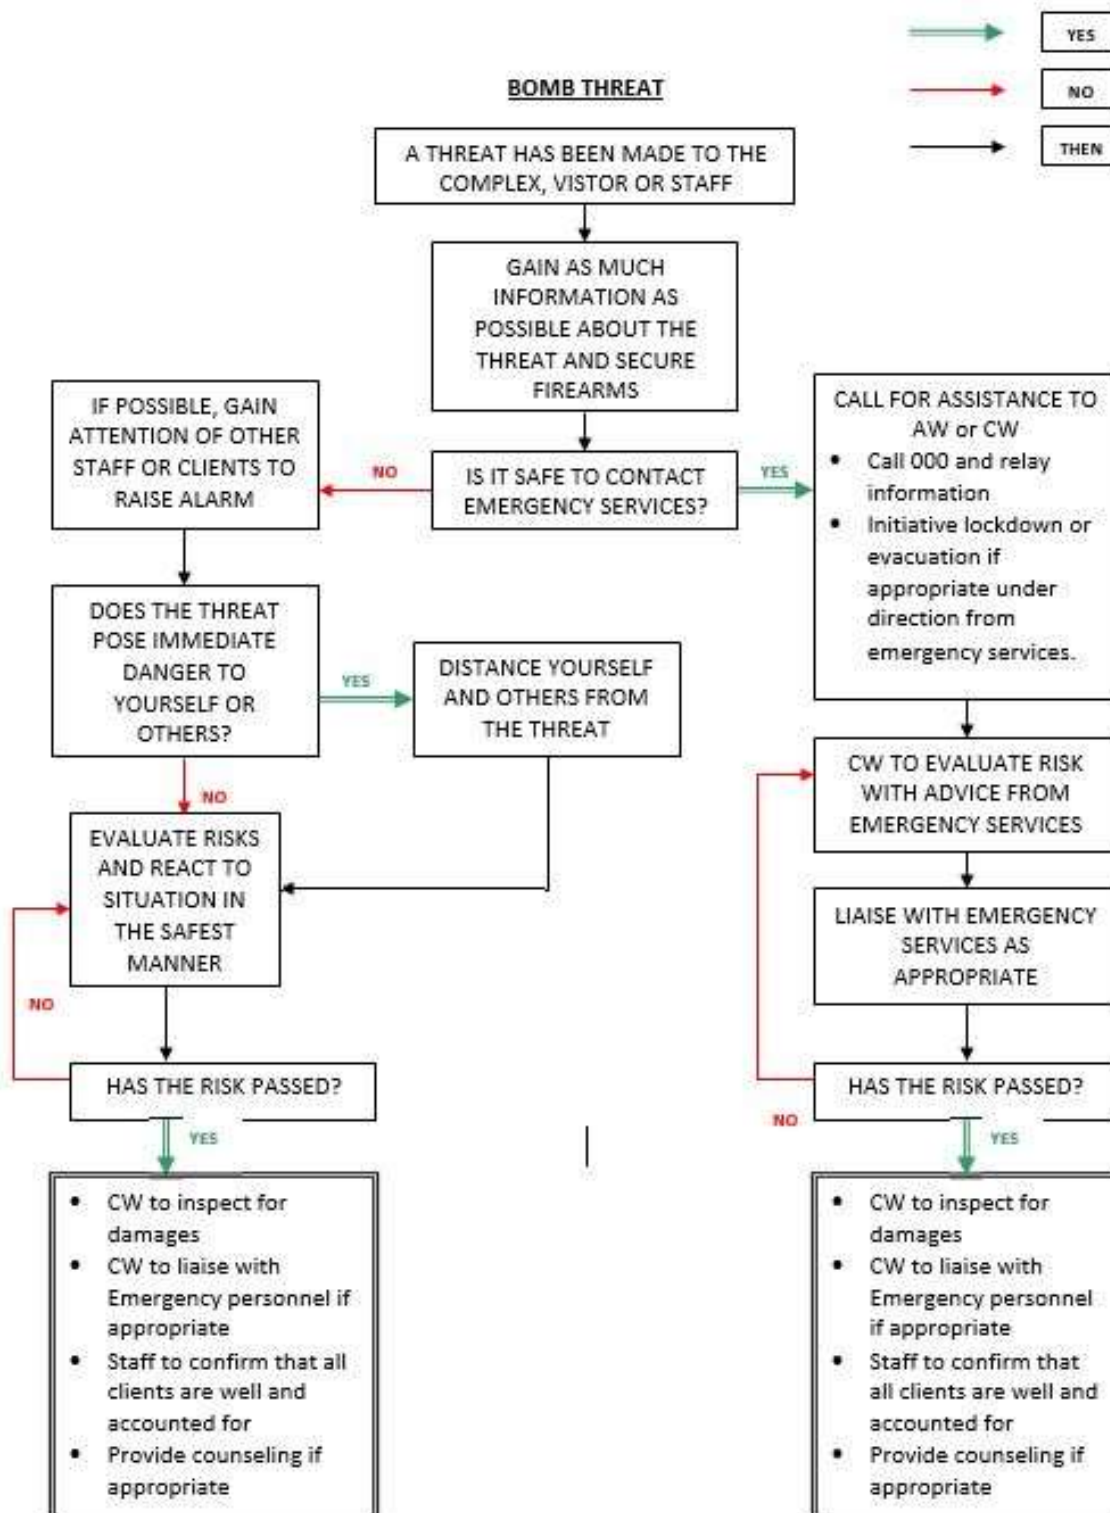 YES
NO
THEN
BOMB THREAT
A THREAT HAS BEEN MADE TO THE
COMPLEX, VISTOR OR STAFF
GAIN AS MUCH
INFORMATION AS
POSSIBLE ABOUT THE
THREAT AND SECURE
FIREARMS
IS IT SAFE TO CONTACT
EMERGENCY SERVICES?
NO
YES
IF POSSIBLE, GAIN
ATTENTION OF OTHER
STAFF OR CLIENTS TO
RAISE ALARM
DOES THE THREAT
POSE IMMEDIATE
DANGER TO
YOURSELF OR
OTHERS?
YES
DISTANCE YOURSELF
AND OTHERS FROM
THE THREAT
NO
EVALUATE RISKS
AND REACT TO
SITUATION IN
THE SAFEST
MANNER
NO
HAS THE RISK PASSED?
YES
• CW to inspect for
damages
• CW to liaise with
Emergency personnel if
appropriate
• Staff to confirm that all
clients are well and
accounted for
• Provide counseling if
appropriate
CALL FOR ASSISTANCE TO
AW or CW
• Call 000 and relay
information
• Initiative lockdown or
evacuation if
appropriate under
direction from
emergency services.
CW TO EVALUATE RISK
WITH ADVICE FROM
EMERGENCY SERVICES
LIAISE WITH EMERGENCY
SERVICES AS
APPROPRIATE
HAS THE RISK PASSED?
NO
YES
• CW to inspect for
damages
• CW to liaise with
Emergency personnel
if appropriate
• Staff to confirm that
all clients are well and
accounted for
• Provide counseling if
appropriate